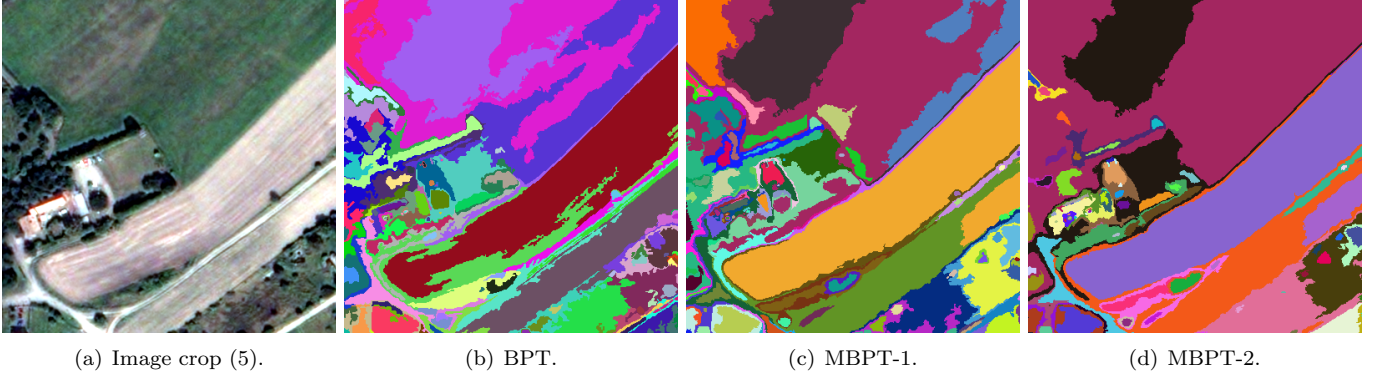 (a) Image crop (5).
(b) BPT.
(c) MBPT-1.
(d) MBPT-2.